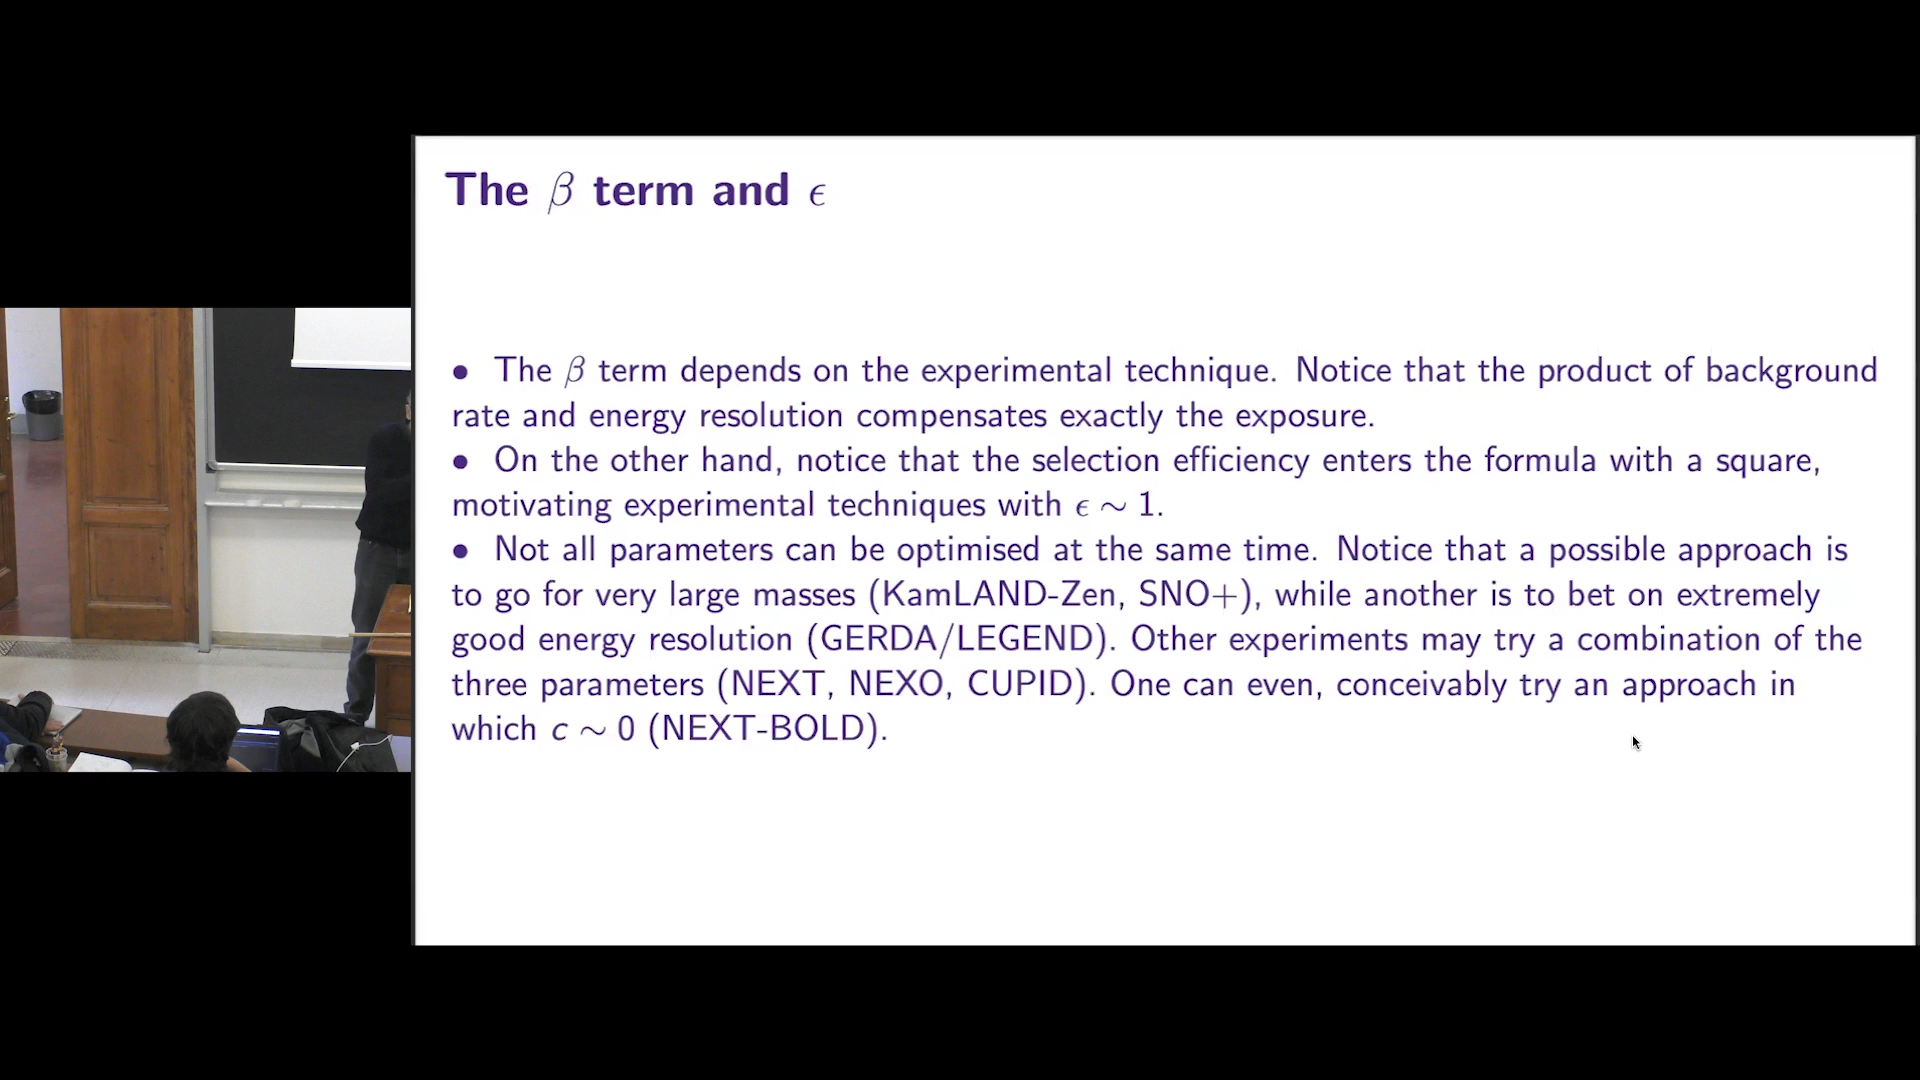 The β term and ϵ
• The β term depends on the experimental technique. Notice that the product of background
rate and energy resolution compensates exactly the exposure.
• On the other hand, notice that the selection efficiency enters the formula with a square,
motivating experimental techniques with ϵ ∼ 1.
• Not all parameters can be optimised at the same time. Notice that a possible approach is
to go for very large masses (KamLAND-Zen, SNO+), while another is to bet on extremely
good energy resolution (GERDA/LEGEND). Other experiments may try a combination of the
three parameters (NEXT, NEXO, CUPID). One can even, conceivably try an approach in
which c ∼ 0 (NEXT-BOLD).